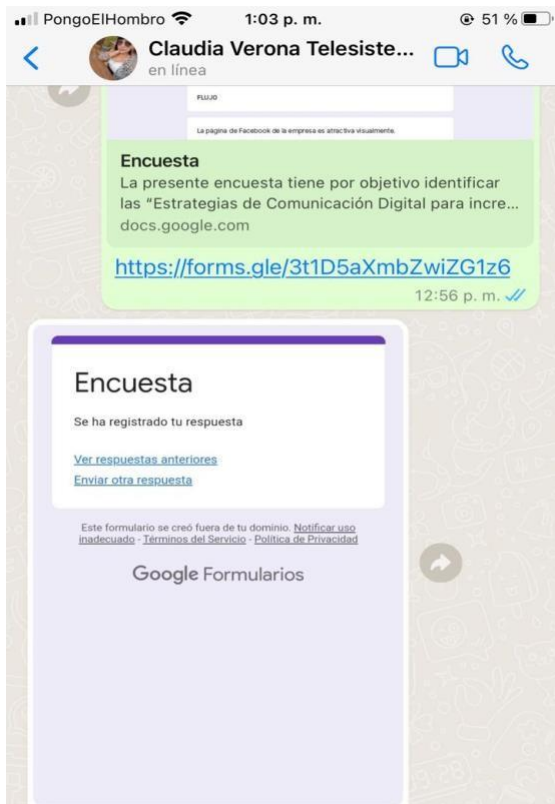 PongoElHombro 1:03 p. m. 51 %
Claudia Verona Telesiste...
en línea
FLUJO
La página de Facebook de la empresa es atractiva visualmente.
Encuesta
La presente encuesta tiene por objetivo identificar
las “Estrategias de Comunicación Digital para incre...
docs.google.com
https://forms.gle/3t1D5aXmbZwiZG1z6
12:56 p. m.
Encuesta
Se ha registrado tu respuesta
Ver respuestas anteriores
Enviar otra respuesta
Este formulario se creó fuera de tu dominio. Notificar uso
inadecuado - Términos del Servicio - Política de Privacidad
Google Formularios